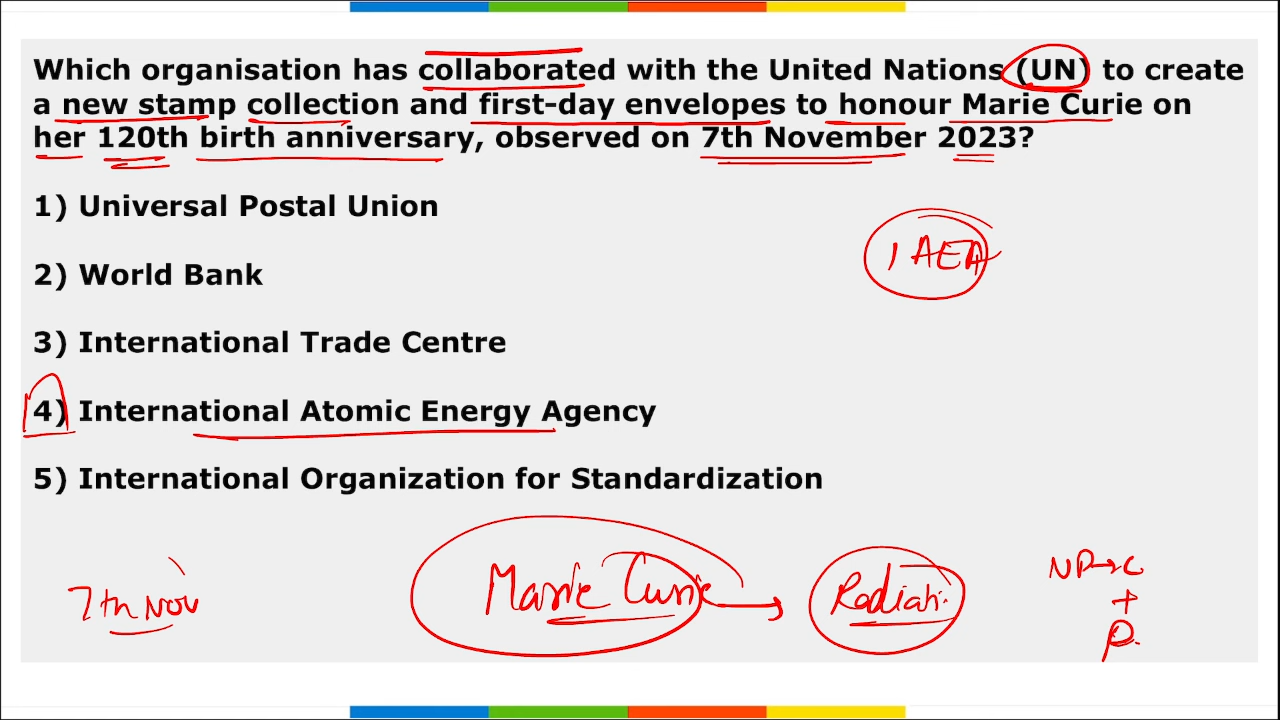 Which organisation has collaborated with the United Nations (UN) to create
a new stamp collection and first-day envelopes to honour Marie Curie on
her 120th birth anniversary, observed on 7th November 2023?
1) Universal Postal Union
IAEA
2) World Bank
3) International Trade Centre
4) International Atomic Energy Agency
5) International Organization for Standardization
7th Nov
Marie Curie
Radiati.
NP→C
+
P.